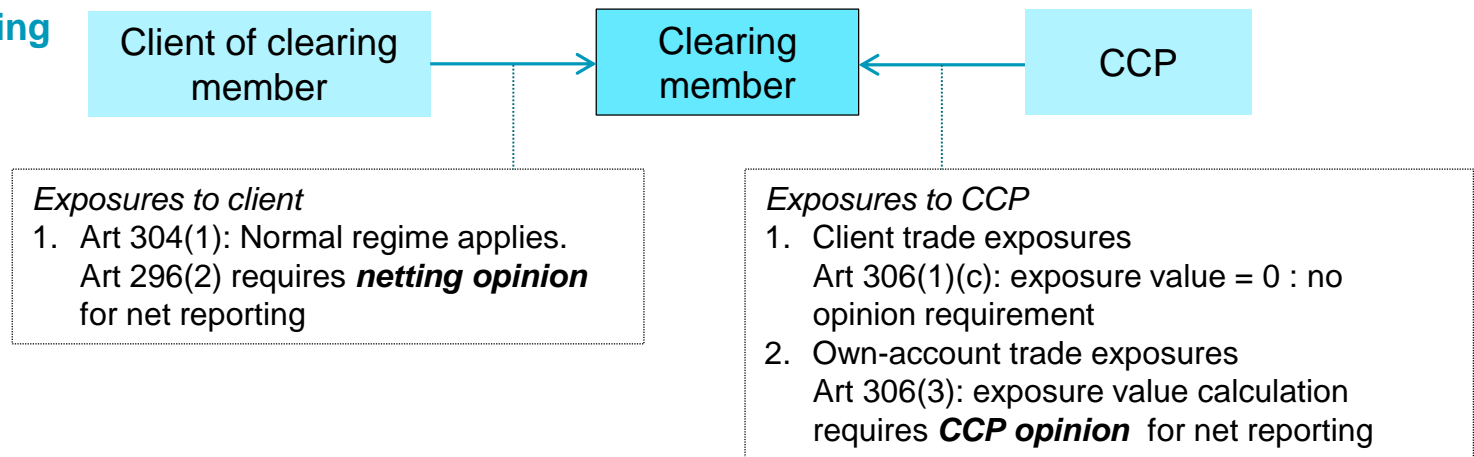 ing
Client of clearing
member
Clearing
member
CCP
Exposures to client
1. Art 304(1): Normal regime applies.
Art 296(2) requires netting opinion
for net reporting
Exposures to CCP
1. Client trade exposures
Art 306(1)(c): exposure value = 0 : no
opinion requirement
2. Own-account trade exposures
Art 306(3): exposure value calculation
requires CCP opinion for net reporting